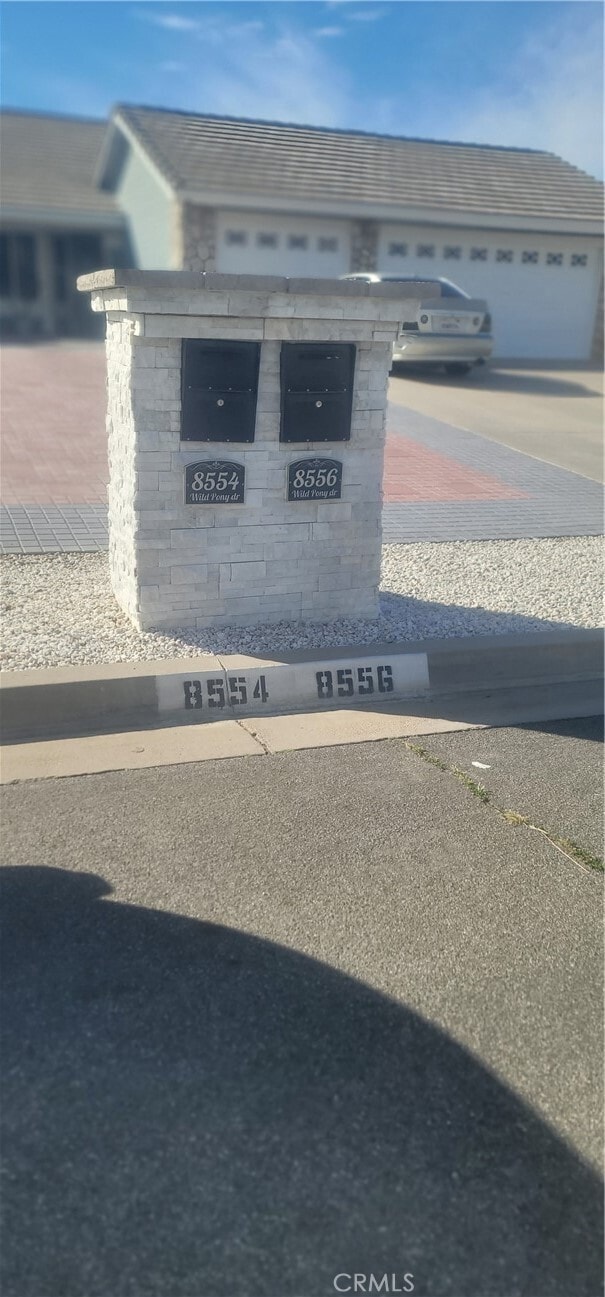 8554
Wild Pony dr
8556
Wild Pony dr
8554 8556
CRMLS